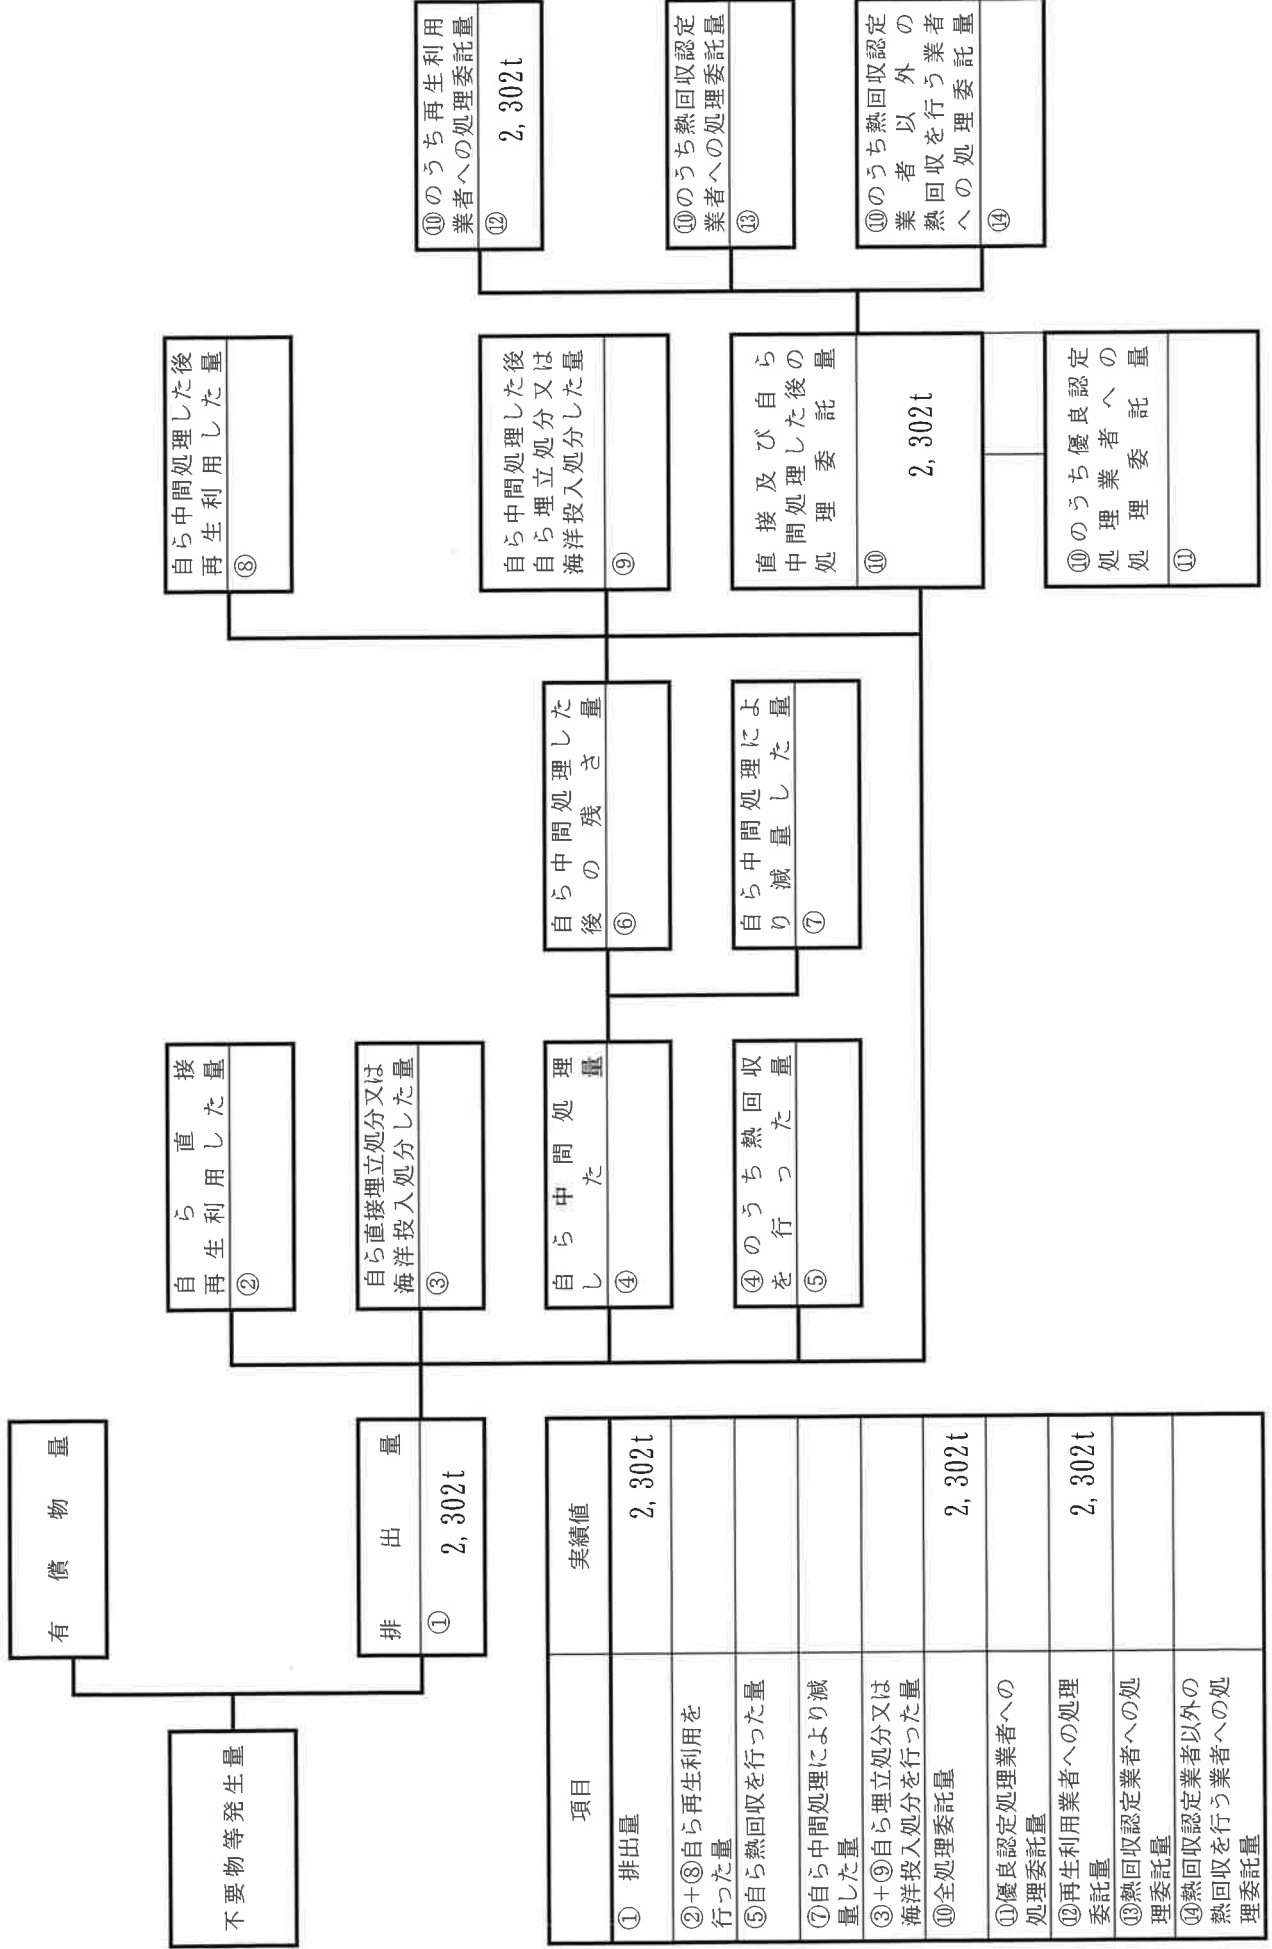 不要物等発生量
有償物量
排出量
① 2,302t
自ら直接
再生利用した量
②
自ら直接埋立処分又は
海洋投入処分した量
③
自ら中間処理
した量
④
④のうち熱回収
を行った量
⑤
自ら中間処理した
後の残さ量
⑥
自ら中間処理によ
り減量した量
⑦
自ら中間処理した後
再生利用した量
⑧
自ら中間処理した後
自ら埋立処分又は
海洋投入処分した量
⑨
直接及び自ら
中間処理した後の
処理委託量
⑩ 2,302t
⑩のうち優良認定
処理業者への
処理委託量
⑪
⑩のうち再生利用
業者への処理委託量
⑫ 2,302t
⑩のうち熱回収認定
業者への処理委託量
⑬
⑩のうち熱回収認定
業者以外の
熱回収を行う業者
への処理委託量
⑭
項目 実績値
① 排出量 2,302t
②+⑧自ら再生利用を
行った量
⑤自ら熱回収を行った量
⑦自ら中間処理により減
量した量
③+⑨自ら埋立処分又は
海洋投入処分を行った量
⑩全処理委託量 2,302t
⑪優良認定処理業者への
処理委託量
⑫再生利用業者への処理
委託量 2,302t
⑬熱回収認定業者への処
理委託量
⑭熱回収認定業者以外の
熱回収を行う業者への処
理委託量